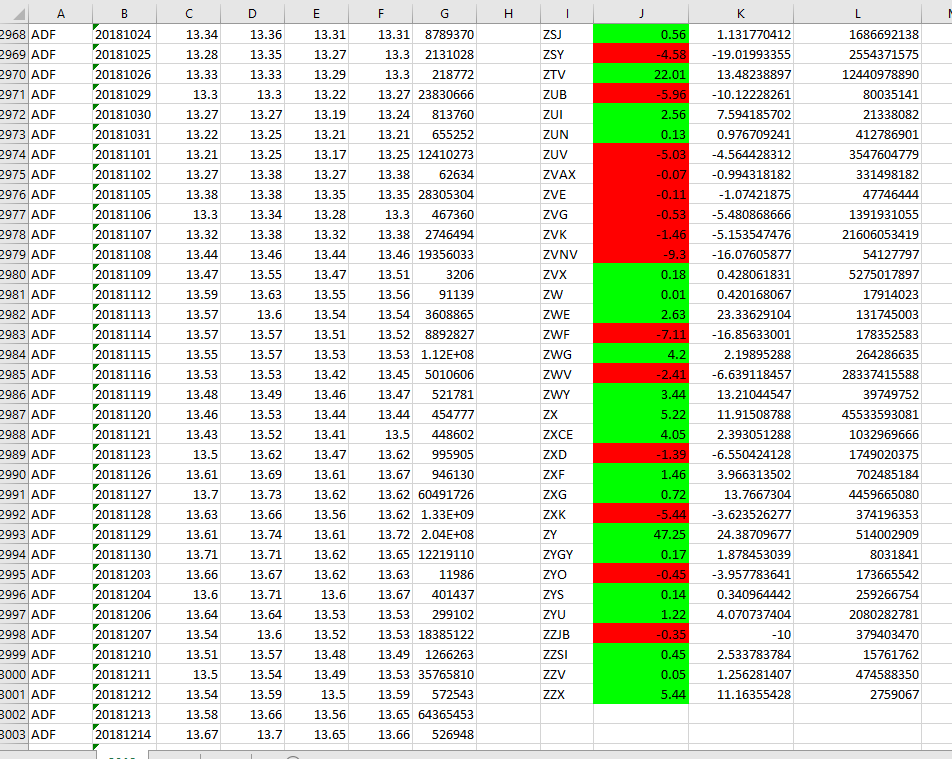 A B C D E F G H I J K L
2968 ADF 20181024 13.34 13.36 13.31 13.31 8789370 ZSJ 0.56 1.131770412 1686692138
2969 ADF 20181025 13.28 13.35 13.27 13.3 2131028 ZSY -4.58 -19.01993355 2554371575
2970 ADF 20181026 13.33 13.33 13.29 13.3 218772 ZTV 22.01 13.48238897 12440978890
2971 ADF 20181029 13.3 13.3 13.22 13.27 23830666 ZUB -5.96 -10.12228261 80035141
2972 ADF 20181030 13.27 13.27 13.19 13.24 813760 ZUI 2.56 7.594185702 21338082
2973 ADF 20181031 13.22 13.25 13.21 13.21 655252 ZUN 0.13 0.976709241 412786901
2974 ADF 20181101 13.21 13.25 13.17 13.25 12410273 ZUV -5.03 -4.564428312 3547604779
2975 ADF 20181102 13.27 13.38 13.27 13.38 62634 ZVAX -0.07 -0.994318182 331498182
2976 ADF 20181105 13.38 13.38 13.35 13.35 28305304 ZVE -0.11 -1.07421875 47746444
2977 ADF 20181106 13.3 13.34 13.28 13.3 467360 ZVG -0.53 -5.480868666 1391931055
2978 ADF 20181107 13.32 13.38 13.32 13.38 2746494 ZVK -1.46 -5.153547476 21606053419
2979 ADF 20181108 13.44 13.46 13.44 13.46 19356033 ZVNV -9.3 -16.07605877 54127797
2980 ADF 20181109 13.47 13.55 13.47 13.51 3206 ZVX 0.18 0.428061831 5275017897
2981 ADF 20181112 13.59 13.63 13.55 13.56 91139 ZW 0.01 0.420168067 17914023
2982 ADF 20181113 13.57 13.6 13.54 13.54 3608865 ZWE 2.63 23.33629104 131745003
2983 ADF 20181114 13.57 13.57 13.51 13.52 8892827 ZWF -7.11 -16.85633001 178352583
2984 ADF 20181115 13.55 13.57 13.53 13.53 1.12E+08 ZWG 4.2 2.19895288 264286635
2985 ADF 20181116 13.53 13.53 13.42 13.45 5010606 ZWV -2.41 -6.639118457 28337415588
2986 ADF 20181119 13.48 13.49 13.46 13.47 521781 ZWY 3.44 13.21044547 39749752
2987 ADF 20181120 13.46 13.53 13.44 13.44 454777 ZX 5.22 11.91508788 45533593081
2988 ADF 20181121 13.43 13.52 13.41 13.5 448602 ZXCE 4.05 2.393051288 1032969666
2989 ADF 20181123 13.5 13.62 13.47 13.62 995905 ZXD -1.39 -6.550424128 1749020375
2990 ADF 20181126 13.61 13.69 13.61 13.67 946130 ZXF 1.46 3.966313502 702485184
2991 ADF 20181127 13.7 13.73 13.62 13.62 60491726 ZXG 0.72 13.7667304 4459665080
2992 ADF 20181128 13.63 13.66 13.56 13.62 1.33E+09 ZXK -5.44 -3.623526277 374196353
2993 ADF 20181129 13.61 13.74 13.61 13.72 2.04E+08 ZY 47.25 24.38709677 514002909
2994 ADF 20181130 13.71 13.71 13.62 13.65 12219110 ZYGY 0.17 1.878453039 8031841
2995 ADF 20181203 13.66 13.67 13.62 13.63 11986 ZYO -0.45 -3.957783641 173665542
2996 ADF 20181204 13.6 13.71 13.6 13.67 401437 ZYS 0.14 0.340964442 259266754
2997 ADF 20181206 13.64 13.64 13.53 13.53 299102 ZYU 1.22 4.070737404 2080282781
2998 ADF 20181207 13.54 13.6 13.52 13.53 18385122 ZZJB -0.35 -10 379403470
2999 ADF 20181210 13.51 13.57 13.48 13.49 1266263 ZZSI 0.45 2.533783784 15761762
3000 ADF 20181211 13.5 13.54 13.49 13.53 35765810 ZZV 0.05 1.256281407 474588350
3001 ADF 20181212 13.54 13.59 13.5 13.59 572543 ZZX 5.44 11.16355428 2759067
3002 ADF 20181213 13.58 13.66 13.56 13.65 64365453
3003 ADF 20181214 13.67 13.7 13.65 13.66 526948